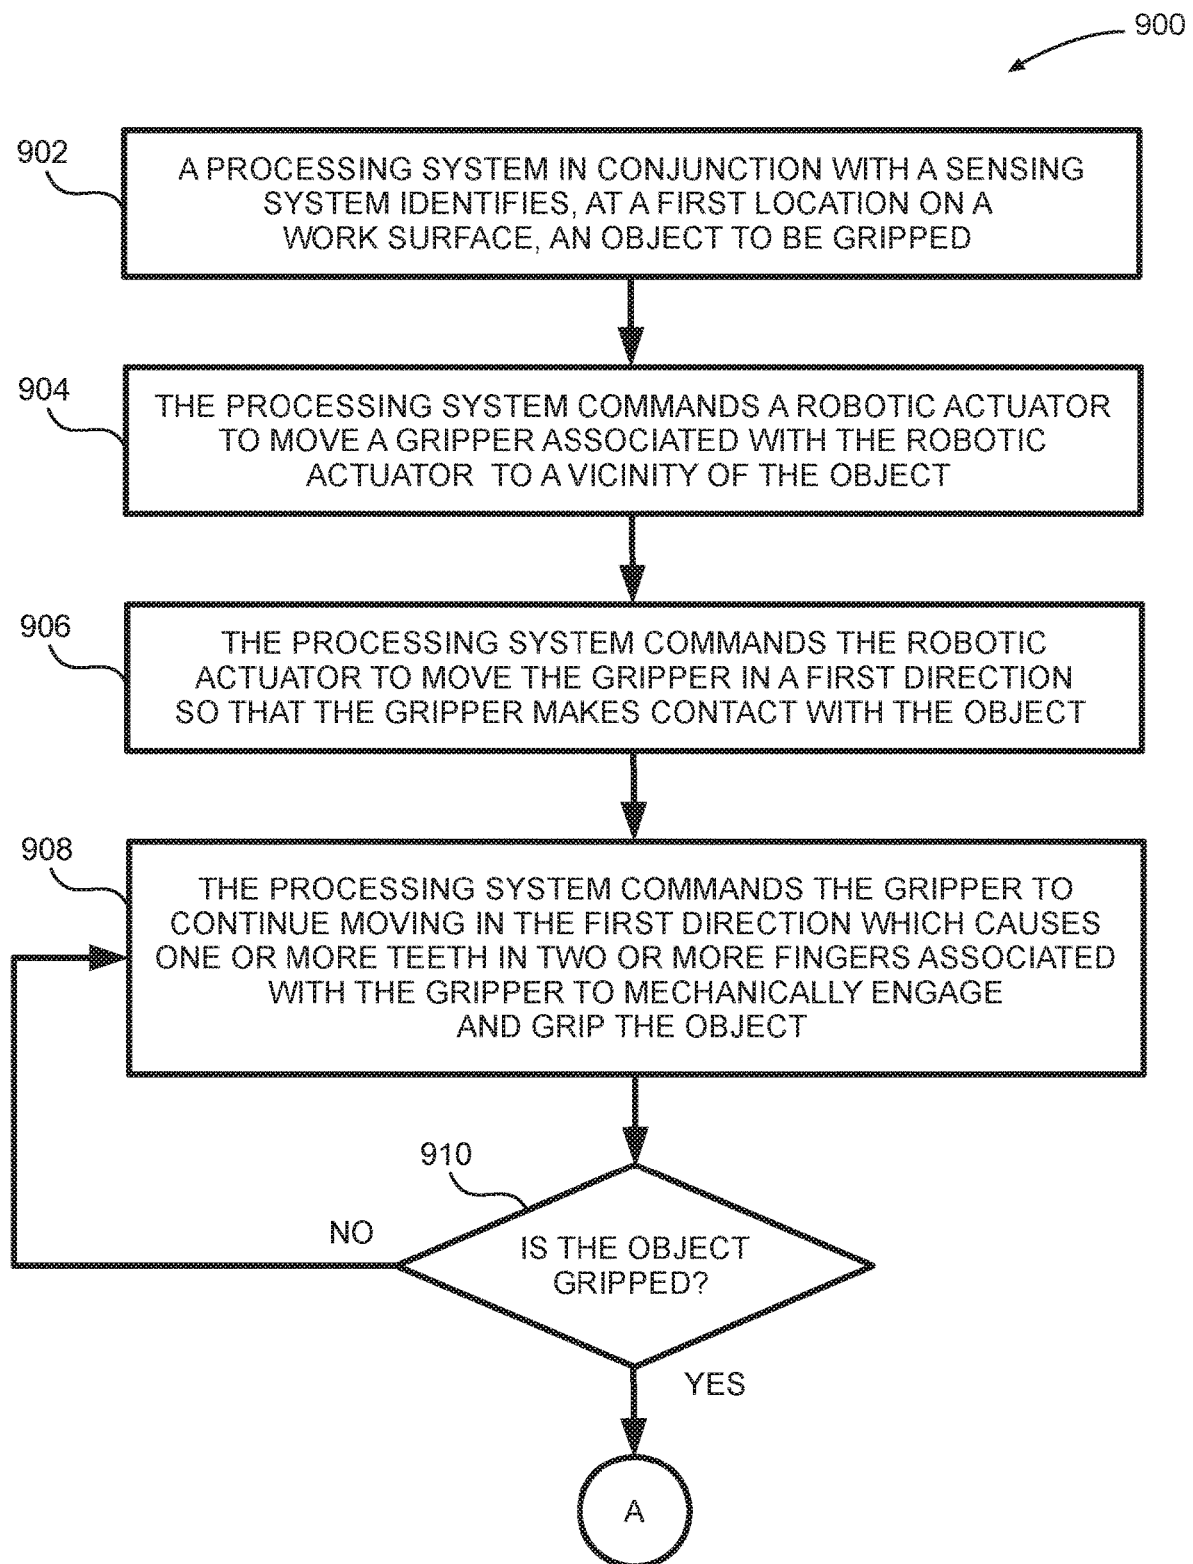 900
902
A PROCESSING SYSTEM IN CONJUNCTION WITH A SENSING
SYSTEM IDENTIFIES, AT A FIRST LOCATION ON A
WORK SURFACE, AN OBJECT TO BE GRIPPED
904
THE PROCESSING SYSTEM COMMANDS A ROBOTIC ACTUATOR
TO MOVE A GRIPPER ASSOCIATED WITH THE ROBOTIC
ACTUATOR TO A VICINITY OF THE OBJECT
906
THE PROCESSING SYSTEM COMMANDS THE ROBOTIC
ACTUATOR TO MOVE THE GRIPPER IN A FIRST DIRECTION
SO THAT THE GRIPPER MAKES CONTACT WITH THE OBJECT
908
THE PROCESSING SYSTEM COMMANDS THE GRIPPER TO
CONTINUE MOVING IN THE FIRST DIRECTION WHICH CAUSES
ONE OR MORE TEETH IN TWO OR MORE FINGERS ASSOCIATED
WITH THE GRIPPER TO MECHANICALLY ENGAGE
AND GRIP THE OBJECT
910
NO
IS THE OBJECT
GRIPPED?
YES
A